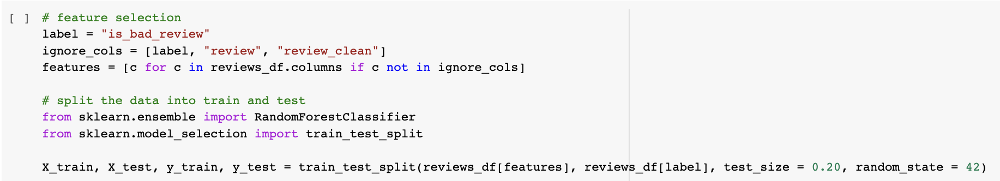 [ ] # feature selection
label = "is_bad_review"
ignore_cols = [label, "review", "review_clean"]
features = [c for c in reviews_df.columns if c not in ignore_cols]
# split the data into train and test
from sklearn.ensemble import RandomForestClassifier
from sklearn.model_selection import train_test_split
X_train, X_test, y_train, y_test = train_test_split(reviews_df[features], reviews_df[label], test_size = 0.20, random_state = 42)